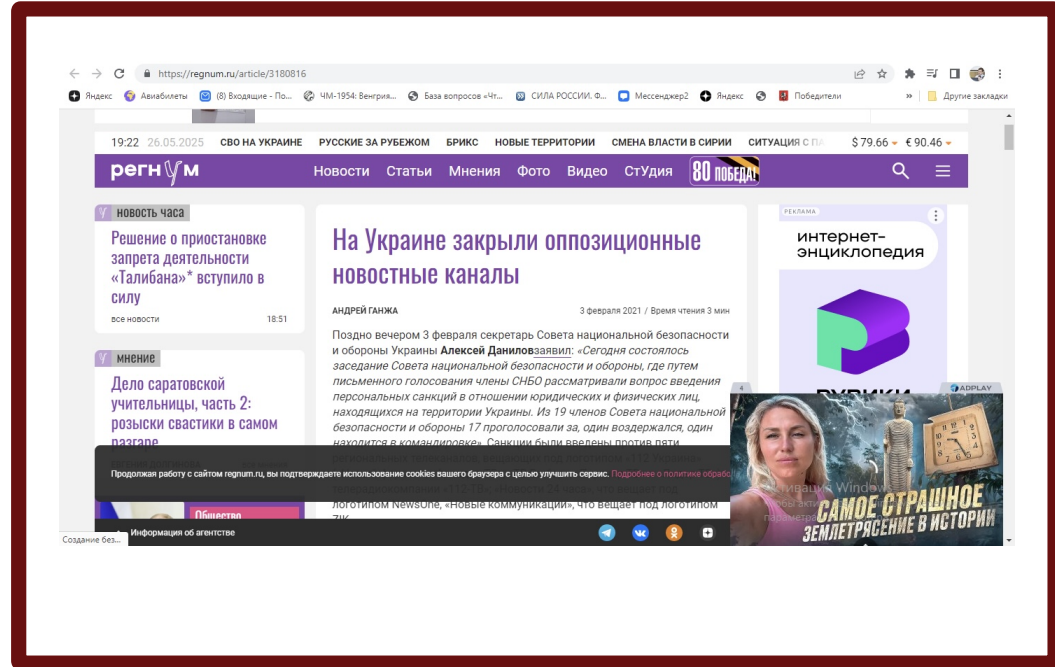 https://regnum.ru/article/3180816
Яндекс Авиабилеты (8) Входящие - По... ЧМ-1954: Венгрия... База вопросов «Чт... СИЛА РОССИИ. Ф... Мессенджер2 Яндекс Победители » Другие закладки
19:22 26.05.2025 СВО НА УКРАИНЕ РУССКИЕ ЗА РУБЕЖОМ БРИКС НОВЫЕ ТЕРРИТОРИИ СМЕНА ВЛАСТИ В СИРИИ СИТУАЦИЯ С ПА $ 79.66 € 90.46
регнум Новости Статьи Мнения Фото Видео СтУдия 80 ПОБЕДА!
новость часа
Решение о приостановке
запрета деятельности
«Талибана»* вступило в
силу
все новости 18:51
мнение
Дело саратовской
учительницы, часть 2:
розыски свастики в самом
разгаре
Общество
На Украине закрыли оппозиционные
новостные каналы
АНДРЕЙ ГАНЖА 3 февраля 2021 / Время чтения 3 мин
Поздно вечером 3 февраля секретарь Совета национальной безопасности
и обороны Украины Алексей Даниловзаявил: «Сегодня состоялось
заседание Совета национальной безопасности и обороны, где путем
письменного голосования члены СНБО рассматривали вопрос введения
персональных санкций в отношении юридических и физических лиц,
находящихся на территории Украины. Из 19 членов Совета национальной
безопасности и обороны 17 проголосовали за, один воздержался, один
находится в командировке». Санкции были введены против пяти
логотипом NewsOne, «Новые коммуникации», что вещает под логотипом
ZIK
РЕКЛАМА
интернет-
энциклопедия
РУВИКИ
4
ADPLAY
Активация Windows
САМОЕ СТРАШНОЕ
ЗЕМЛЕТРЯСЕНИЕ В ИСТОРИИ
Продолжая работу с сайтом regnum.ru, вы подтверждаете использование cookies вашего браузера с целью улучшить сервис. Подробнее о политике обрабо
Создание без...
Информация об агентстве